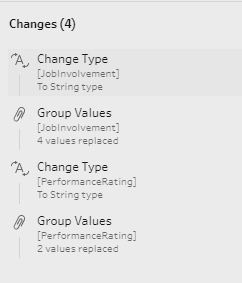 Changes (4)
Change Type
[JobInvolvement]
To String type
Group Values
[JobInvolvement]
4 values replaced
Change Type
[PerformanceRating]
To String type
Group Values
[PerformanceRating]
2 values replaced